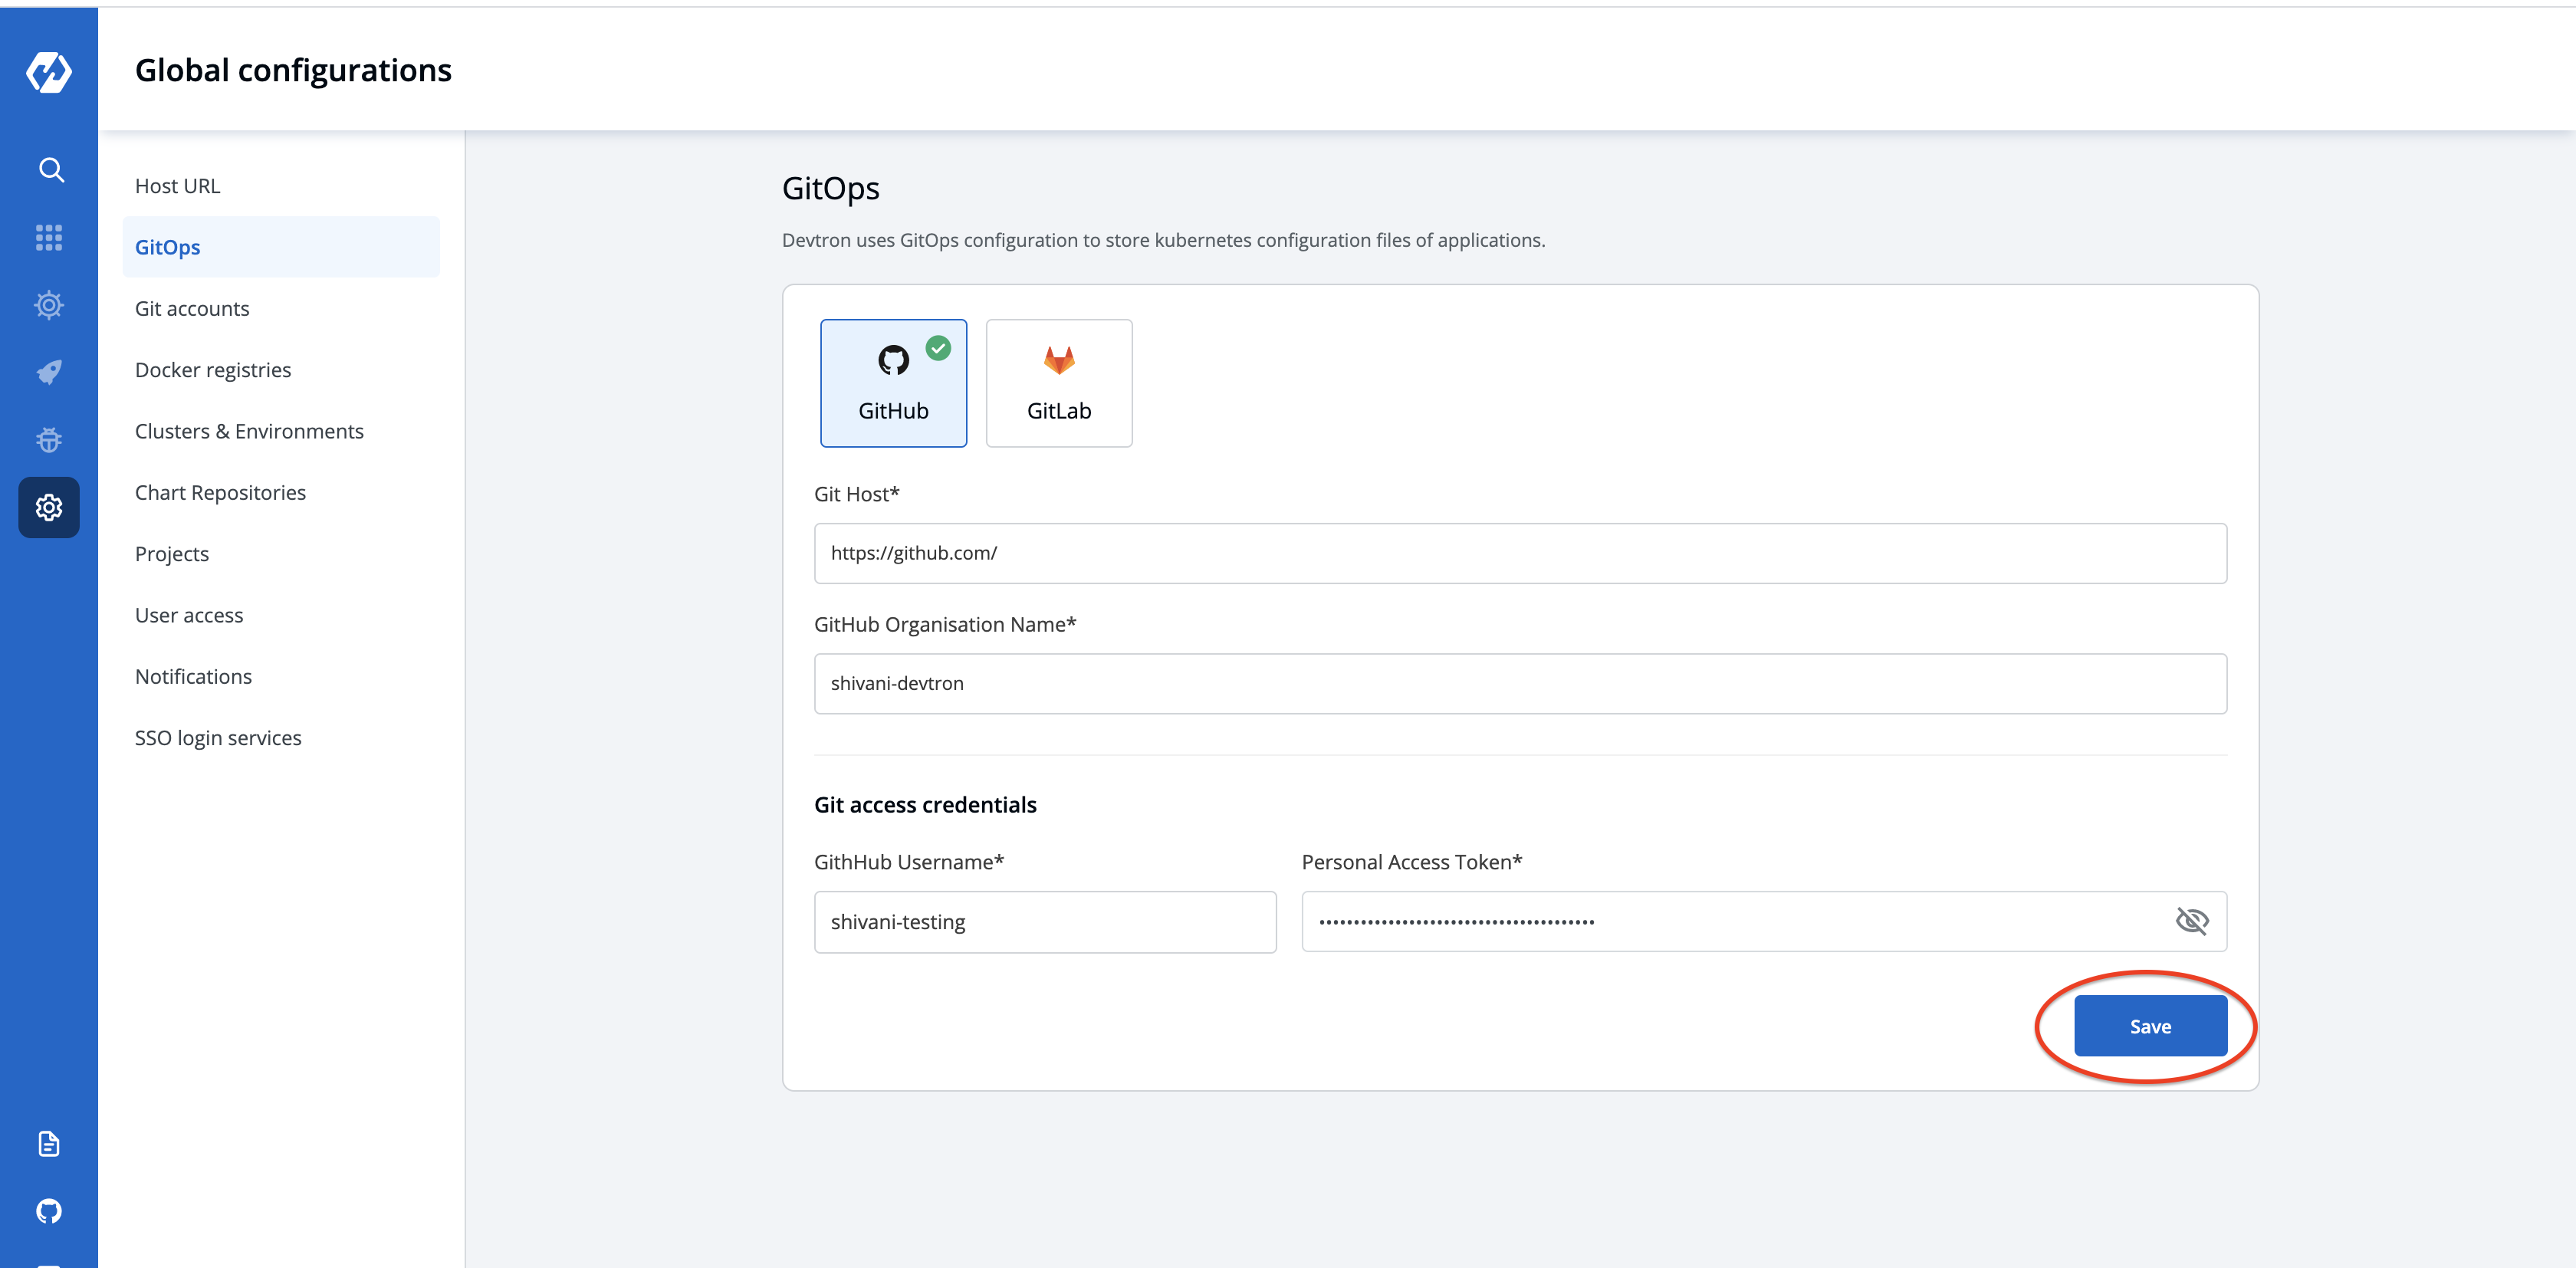 Global configurations
Host URL
GitOps
Git accounts
Docker registries
Clusters & Environments
Chart Repositories
Projects
User access
Notifications
SSO login services
GitOps
Devtron uses GitOps configuration to store kubernetes configuration files of applications.
GitHub
GitLab
Git Host*
https://github.com/
GitHub Organisation Name*
shivani-devtron
Git access credentials
GithHub Username*
Personal Access Token*
shivani-testing
••••••••••••••••••••••••••••••••••••••••
Save